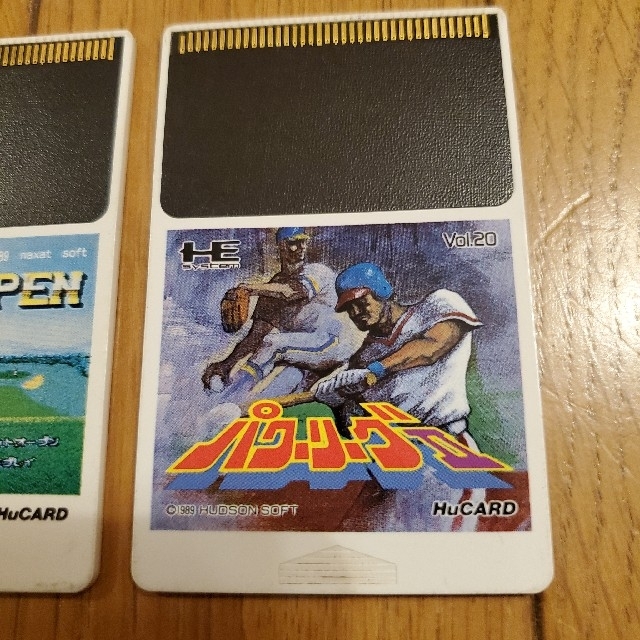 89 naxat soft
PEN
HuCARD
HE
SYSTEM
Vol.20
パワーリーグII
©1989 HUDSON SOFT
HuCARD